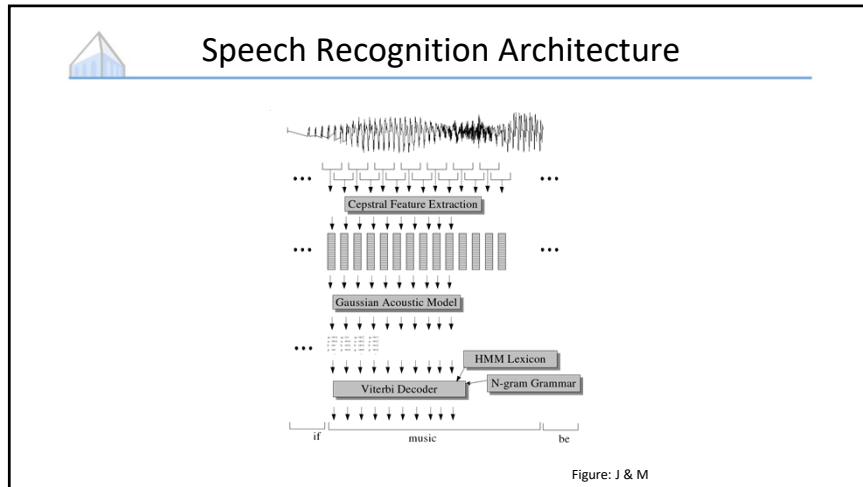 Speech Recognition Architecture
Cepstral Feature Extraction
Gaussian Acoustic Model
HMM Lexicon
Viterbi Decoder
N-gram Grammar
if music be
Figure: J & M